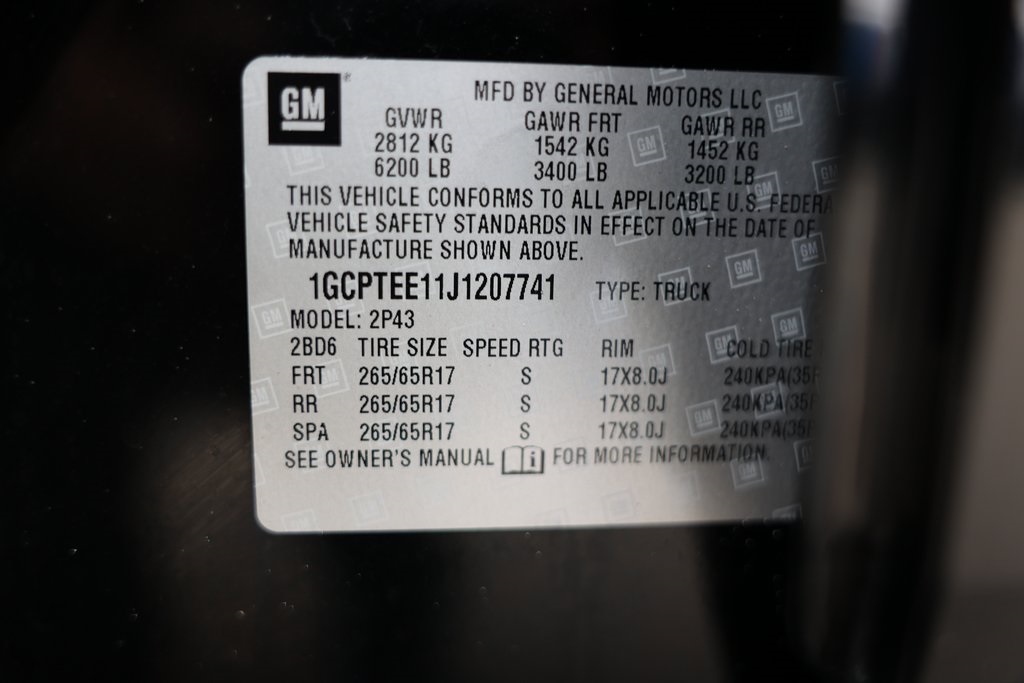 GM
MFD BY GENERAL MOTORS LLC
GVWR GAWR FRT GAWR RR
2812 KG 1542 KG 1452 KG
6200 LB 3400 LB 3200 LB
THIS VEHICLE CONFORMS TO ALL APPLICABLE U.S. FEDERA
VEHICLE SAFETY STANDARDS IN EFFECT ON THE DATE OF
MANUFACTURE SHOWN ABOVE.
1GCPTEE11J1207741 TYPE: TRUCK
MODEL: 2P43
2BD6 TIRE SIZE SPEED RTG RIM COLD TIRE
FRT 265/65R17 S 17X8.0J 240KPA(35
RR 265/65R17 S 17X8.0J 240KPA(35
SPA 265/65R17 S 17X8.0J 240KPA(35
SEE OWNER'S MANUAL i FOR MORE INFORMATION.